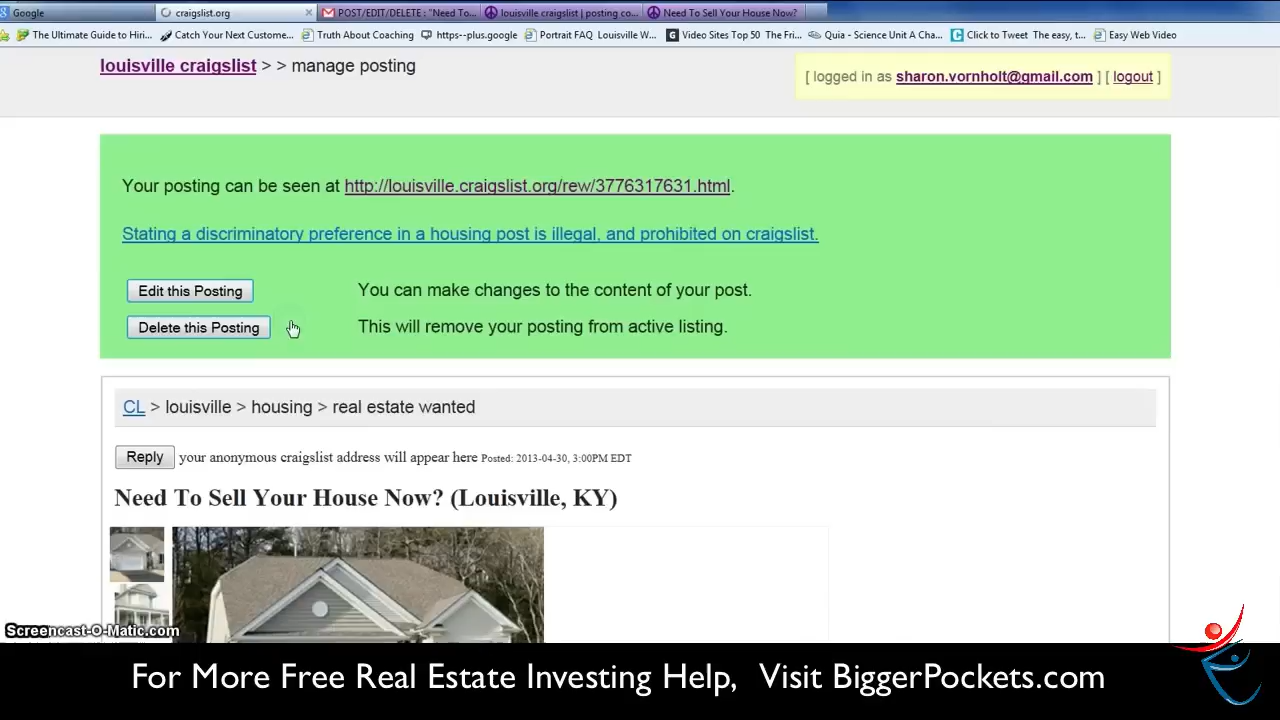 Google
craigslist.org
POST/EDIT/DELETE : "Need To...
louisville craigslist | posting co...
Need To Sell Your House Now?
The Ultimate Guide to Hiri...
Catch Your Next Custome...
Truth About Coaching
https--plus.google
Portrait FAQ Louisville W...
Video Sites Top 50 The Fri...
Quia - Science Unit A Cha...
Click to Tweet The easy, t...
Easy Web Video
louisville craigslist > > manage posting
[ logged in as sharon.vornholt@gmail.com ] [ logout ]
Your posting can be seen at http://louisville.craigslist.org/rew/3776317631.html.
Stating a discriminatory preference in a housing post is illegal, and prohibited on craigslist.
Edit this Posting
You can make changes to the content of your post.
Delete this Posting
This will remove your posting from active listing.
CL > louisville > housing > real estate wanted
Reply your anonymous craigslist address will appear here Posted: 2013-04-30, 3:00PM EDT
Need To Sell Your House Now? (Louisville, KY)
Screencast-O-Matic.com
For More Free Real Estate Investing Help, Visit BiggerPockets.com